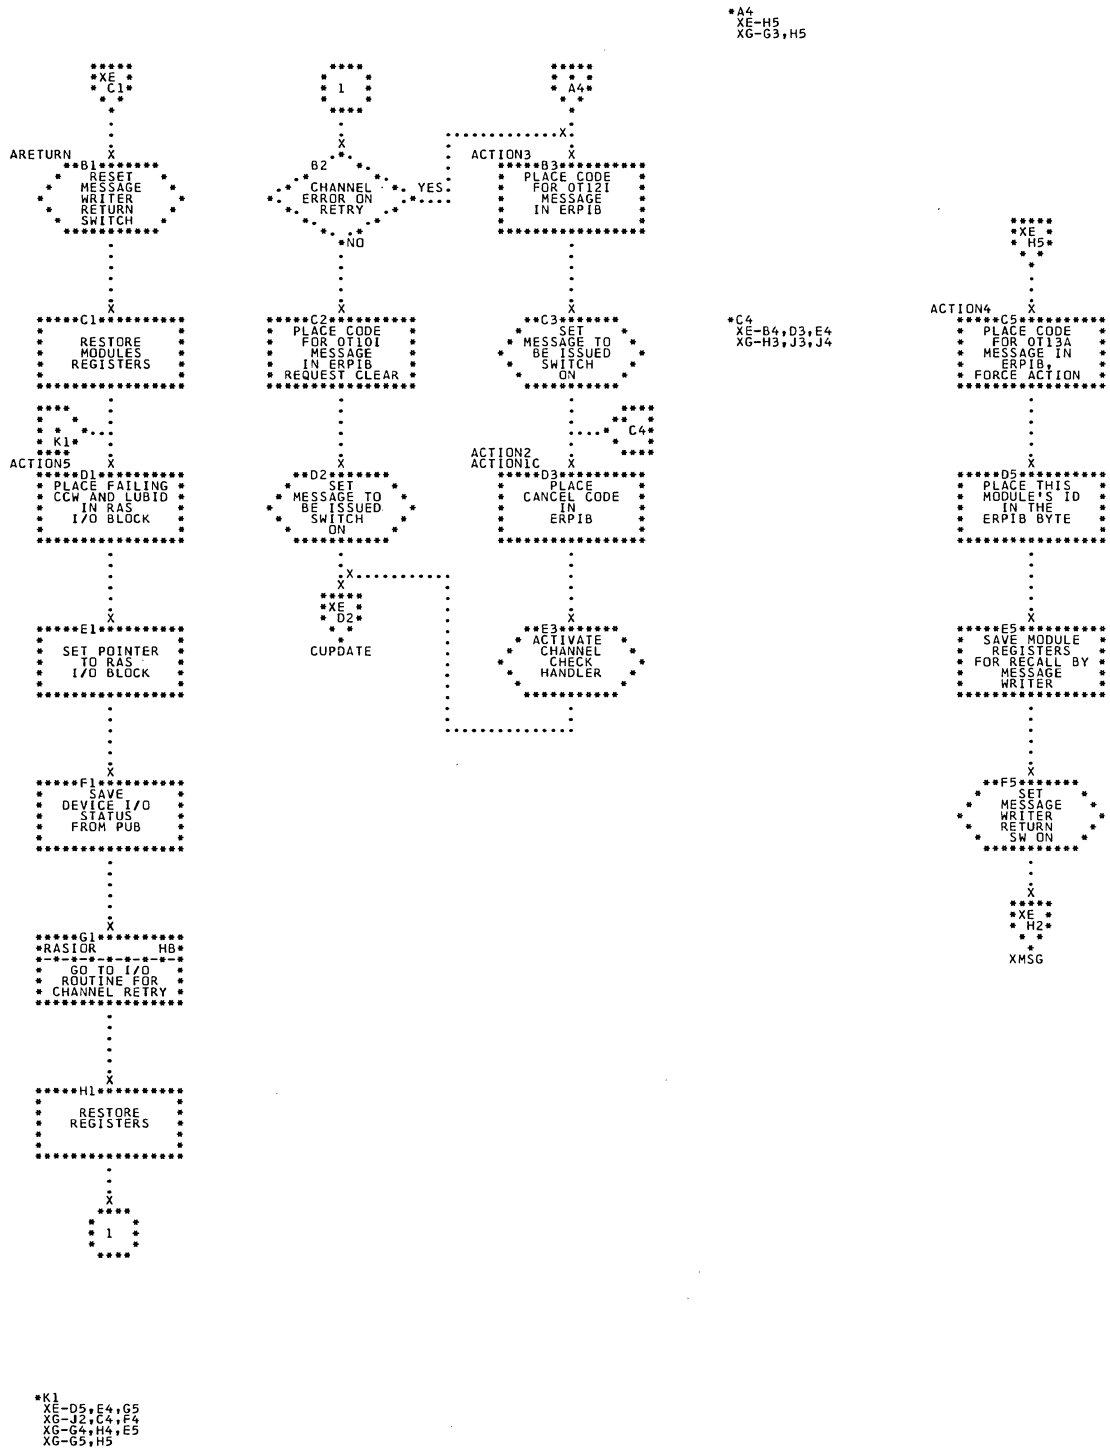 *A4
XE-H5
XG-G3,H5
XE
C1
1
A4
ARETURN
B1
RESET
MESSAGE
WRITER
RETURN
SWITCH
B2
CHANNEL
ERROR ON
RETRY
YES
NO
ACTION3
B3
PLACE CODE
FOR 0T12I
MESSAGE
IN ERPIB
XE
H5
C1
RESTORE
MODULES
REGISTERS
C2
PLACE CODE
FOR 0T10I
MESSAGE
IN ERPIB
REQUEST CLEAR
C3
SET
MESSAGE TO
BE ISSUED
SWITCH
ON
*C4
XE-B4,D3,E4
XG-H3,J3,J4
ACTION4
C5
PLACE CODE
FOR 0T13A
MESSAGE IN
ERPIB,
FORCE ACTION
K1
C4
ACTION5
D1
PLACE FAILING
CCW AND LUBID
IN RAS
I/O BLOCK
D2
SET
MESSAGE TO
BE ISSUED
SWITCH
ON
ACTION2
ACTION1C
D3
PLACE
CANCEL CODE
IN
ERPIB
D5
PLACE THIS
MODULE'S ID
IN THE
ERPIB BYTE
XE
D2
CUPDATE
E1
SET POINTER
TO RAS
I/O BLOCK
E3
ACTIVATE
CHANNEL
CHECK
HANDLER
E5
SAVE MODULE
REGISTERS
FOR RECALL BY
MESSAGE
WRITER
F1
SAVE
DEVICE I/O
STATUS
FROM PUB
F5
SET
MESSAGE
WRITER
RETURN
SW ON
XE
H2
XMSG
G1
RASIOR HB
GO TO I/O
ROUTINE FOR
CHANNEL RETRY
H1
RESTORE
REGISTERS
1
*K1
XE-D5,E4,G5
XG-J2,C4,F4
XG-G4,H4,E5
XG-G5,H5